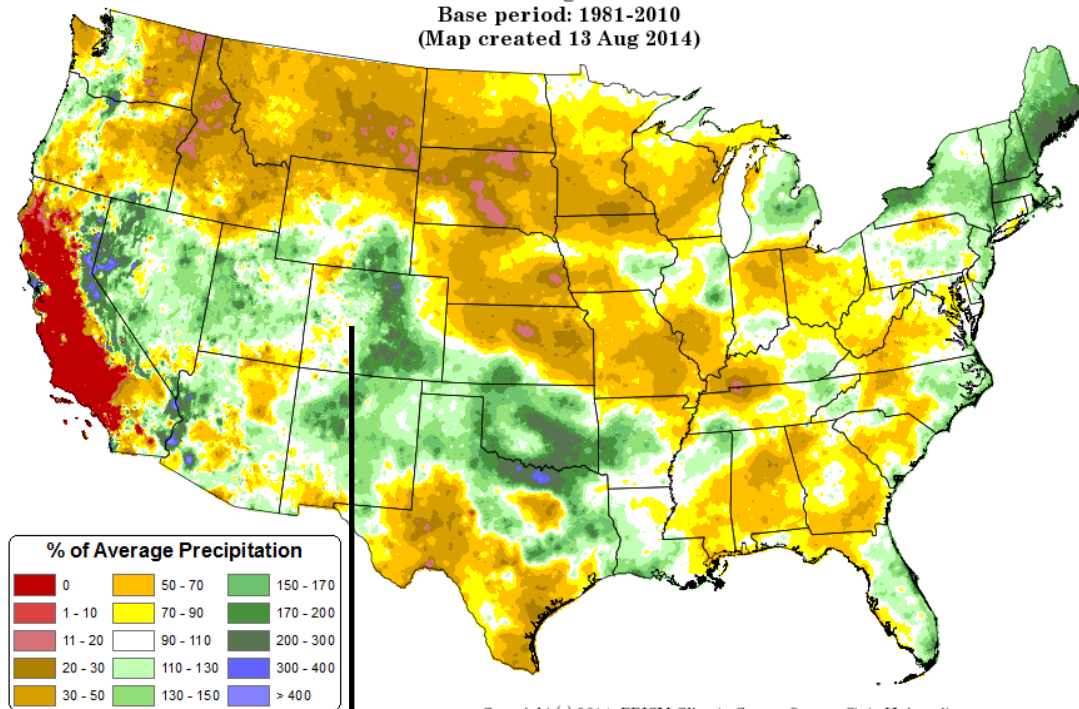 Base period: 1981-2010
(Map created 13 Aug 2014)
% of Average Precipitation
0
1 - 10
11 - 20
20 - 30
30 - 50
50 - 70
70 - 90
90 - 110
110 - 130
130 - 150
150 - 170
170 - 200
200 - 300
300 - 400
> 400